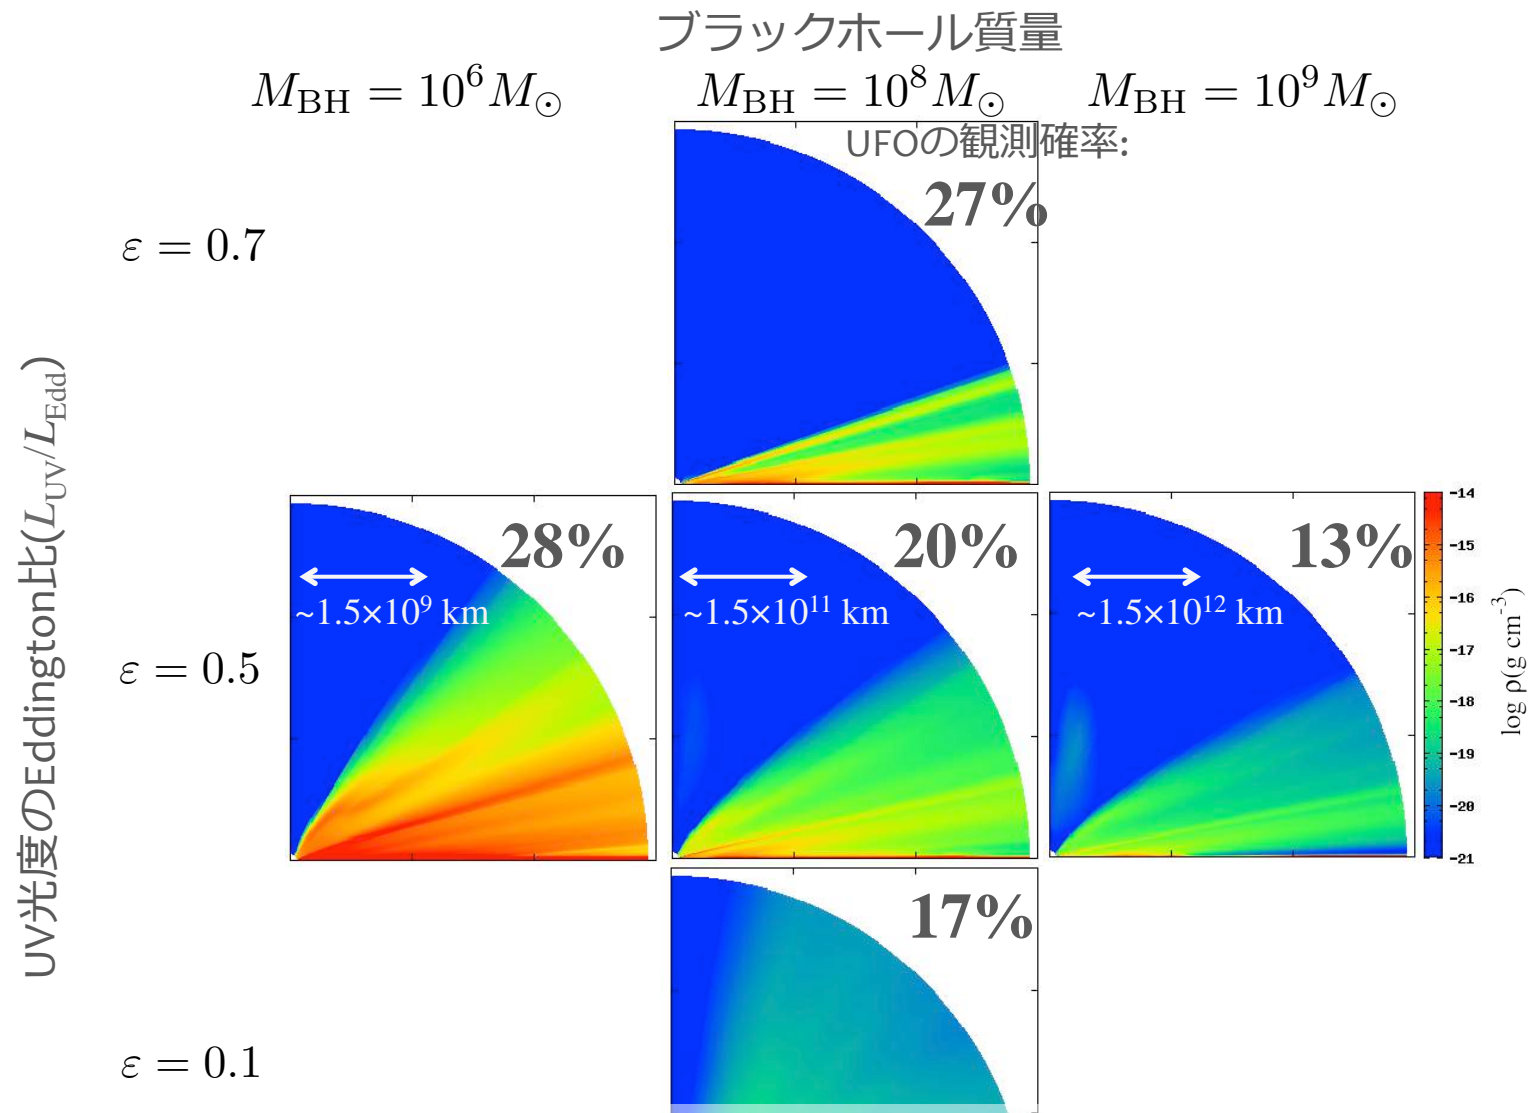 ブラックホール質量
M_BH = 10^6 M_⊙
M_BH = 10^8 M_⊙
M_BH = 10^9 M_⊙
UFOの観測確率:
27%
ε = 0.7
UV光度のEddington比(L_UV/L_Edd)
28%
20%
13%
~1.5×10^9 km
~1.5×10^11 km
~1.5×10^12 km
ε = 0.5
-14
-15
-16
-17
-18
-19
-20
-21
log ρ(g cm^-3)
17%
ε = 0.1